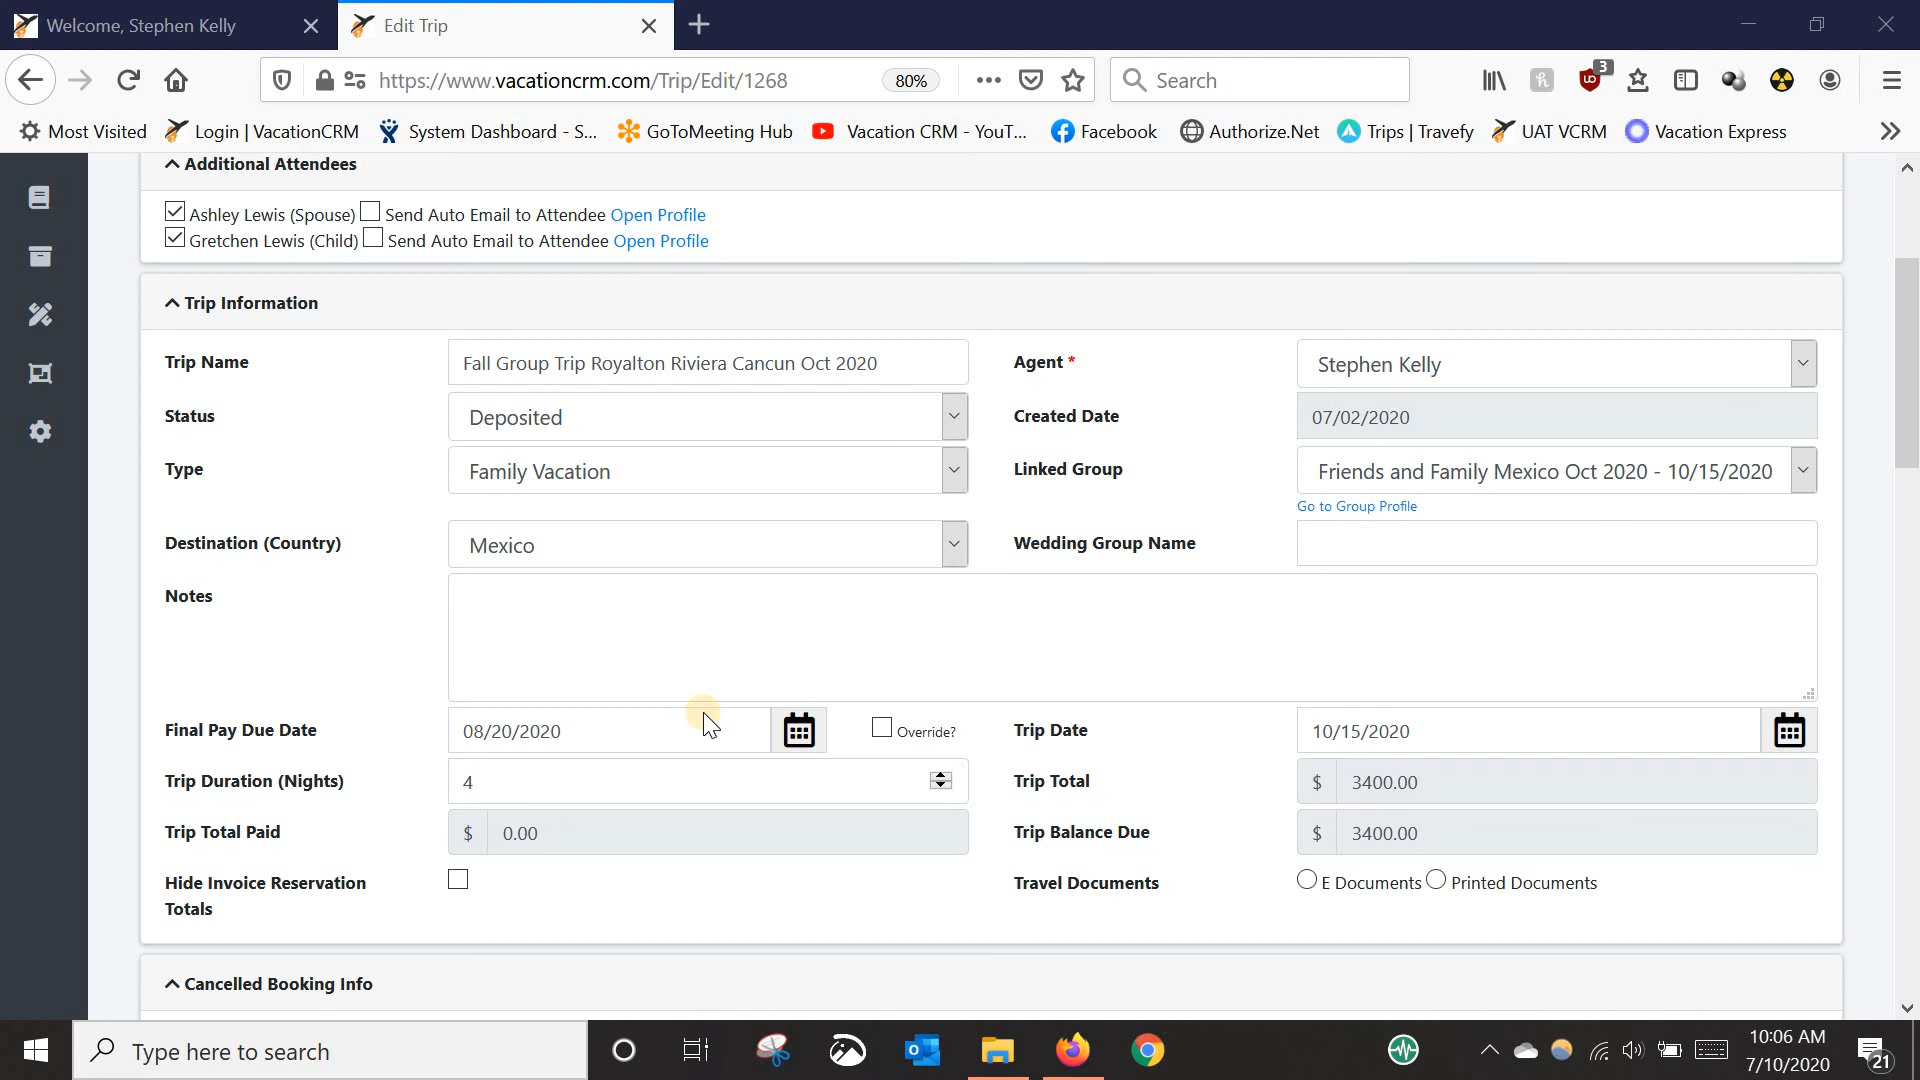 Welcome, Stephen Kelly
Edit Trip
https://www.vacationcrm.com/Trip/Edit/1268
80%
Search
3
Most Visited
Login | VacationCRM
System Dashboard - S...
GoToMeeting Hub
Vacation CRM - YouT...
Facebook
Authorize.Net
Trips | Travefy
UAT VCRM
Vacation Express
Additional Attendees
Ashley Lewis (Spouse) Send Auto Email to Attendee Open Profile
Gretchen Lewis (Child) Send Auto Email to Attendee Open Profile
Trip Information
Trip Name Fall Group Trip Royalton Riviera Cancun Oct 2020 Agent * Stephen Kelly
Status Deposited Created Date 07/02/2020
Type Family Vacation Linked Group Friends and Family Mexico Oct 2020 - 10/15/2020
Go to Group Profile
Destination (Country) Mexico Wedding Group Name
Notes
Final Pay Due Date 08/20/2020 Override? Trip Date 10/15/2020
Trip Duration (Nights) 4 Trip Total $ 3400.00
Trip Total Paid $ 0.00 Trip Balance Due $ 3400.00
Hide Invoice Reservation Travel Documents E Documents Printed Documents
Totals
Cancelled Booking Info
Type here to search
10:06 AM
7/10/2020
21